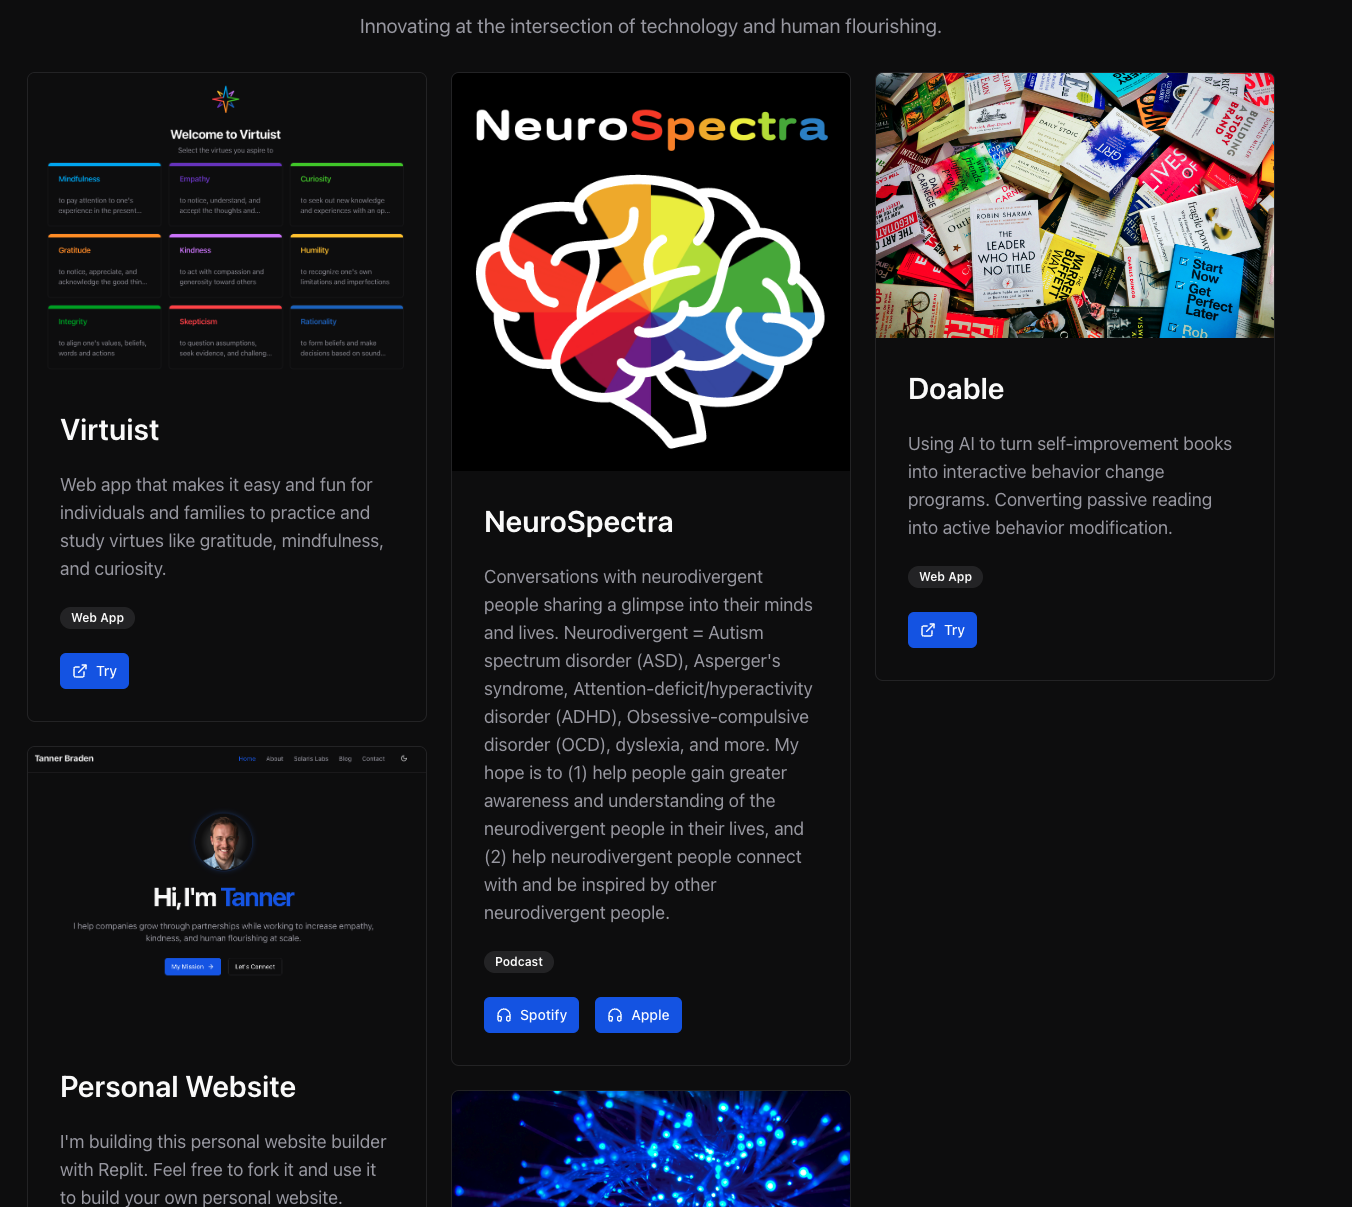 Innovating at the intersection of technology and human flourishing.
Welcome to Virtuist
Select the virtues you aspire to
Mindfulness
to pay attention to one's
experience in the present...
Empathy
to notice, understand, and
accept the thoughts and...
Curiosity
to seek out new knowledge
and experiences with an op...
Gratitude
to notice, appreciate, and
acknowledge the good thin...
Kindness
to act with compassion and
generosity toward others
Humility
to recognize one's own
limitations and imperfections
Integrity
to align one's values, beliefs,
words and actions
Skepticism
to question assumptions,
seek evidence, and challeng...
Rationality
to form beliefs and make
decisions based on sound...
Virtuist
Web app that makes it easy and fun for
individuals and families to practice and
study virtues like gratitude, mindfulness,
and curiosity.
Web App
Try
Tanner Braden
Home About Solaris Labs Blog Contact
Hi, I'm Tanner
I help companies grow through partnerships while working to increase empathy,
kindness, and human flourishing at scale.
My Mission →
Let's Connect
Personal Website
I'm building this personal website builder
with Replit. Feel free to fork it and use it
to build your own personal website.
NeuroSpectra
NeuroSpectra
Conversations with neurodivergent
people sharing a glimpse into their minds
and lives. Neurodivergent = Autism
spectrum disorder (ASD), Asperger's
syndrome, Attention-deficit/hyperactivity
disorder (ADHD), Obsessive-compulsive
disorder (OCD), dyslexia, and more. My
hope is to (1) help people gain greater
awareness and understanding of the
neurodivergent people in their lives, and
(2) help neurodivergent people connect
with and be inspired by other
neurodivergent people.
Podcast
Spotify
Apple
THE
DAILY STOIC
GRIT
BUILDING
STORY
BRAND
LIVES OF
DALE
CARNEGIE
ROBIN SHARMA
THE
LEADER
WHO HAD
NO TITLE
WARREN
BUFFETT
WAY
fragile power
Start
Now
Get
Perfect
Later
Rob
Doable
Using AI to turn self-improvement books
into interactive behavior change
programs. Converting passive reading
into active behavior modification.
Web App
Try